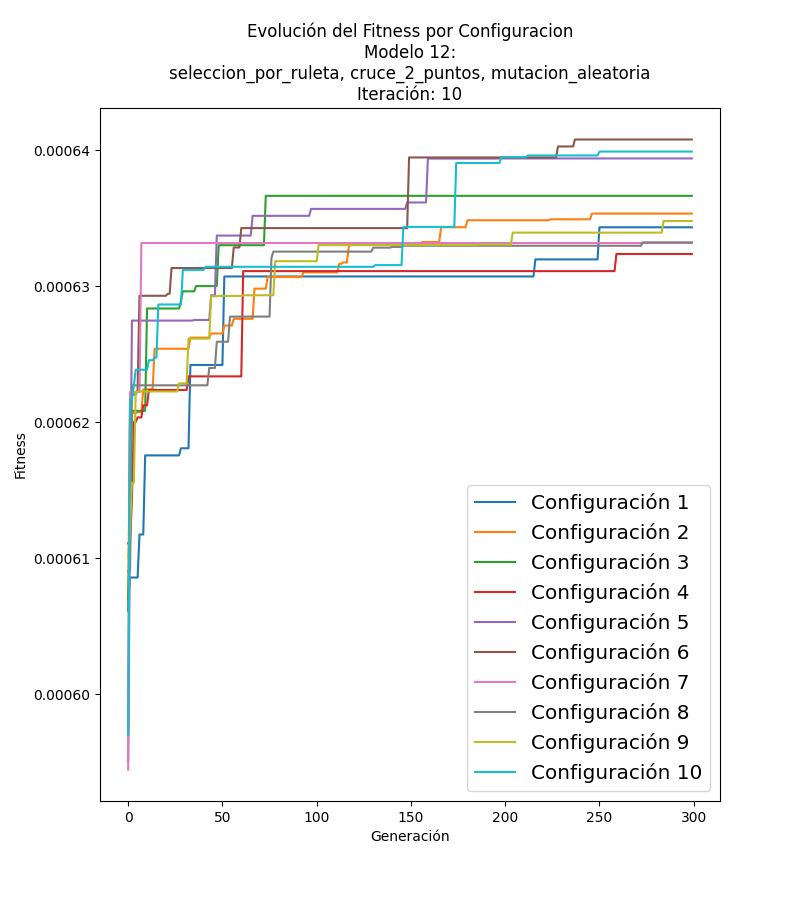 Evolución del Fitness por Configuracion
Modelo 12:
seleccion_por_ruleta, cruce_2_puntos, mutacion_aleatoria
Iteración: 10
Fitness
0.00064
0.00063
0.00062
0.00061
0.00060
Configuración 1
Configuración 2
Configuración 3
Configuración 4
Configuración 5
Configuración 6
Configuración 7
Configuración 8
Configuración 9
Configuración 10
0 50 100 150 200 250 300
Generación